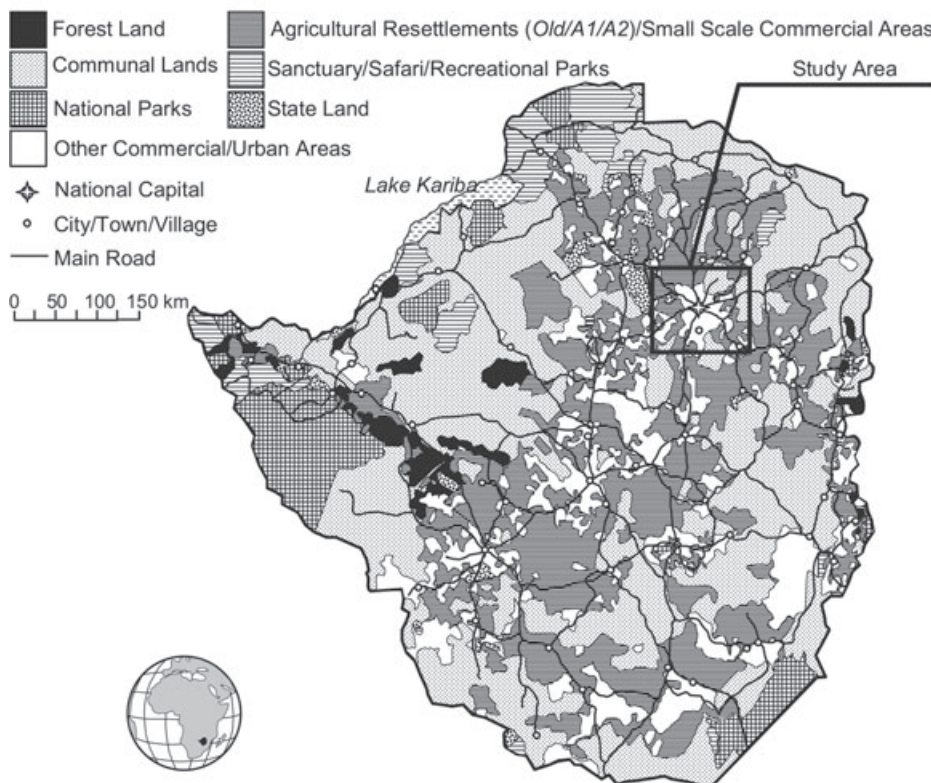 Forest Land
Agricultural Resettlements (Old/A1/A2)/Small Scale Commercial Areas
Communal Lands
Sanctuary/Safari/Recreational Parks
Study Area
National Parks
State Land
Other Commercial/Urban Areas
National Capital
Lake Kariba
City/Town/Village
Main Road
0 50 100 150 km